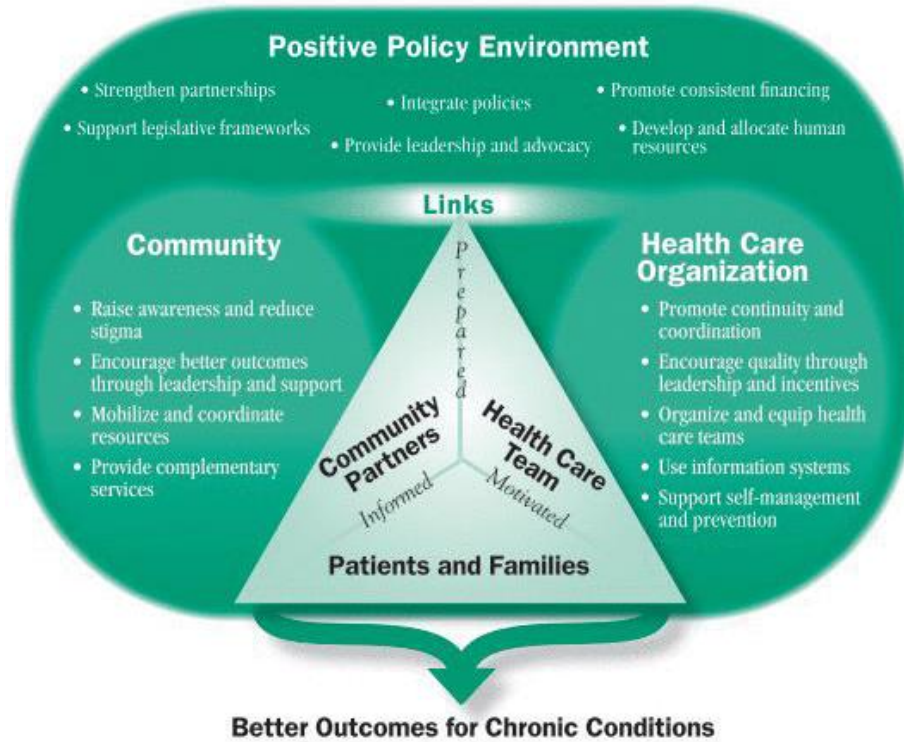 Positive Policy Environment
• Strengthen partnerships
• Support legislative frameworks
• Integrate policies
• Provide leadership and advocacy
• Promote consistent financing
• Develop and allocate human
resources
Links
Community
• Raise awareness and reduce
stigma
• Encourage better outcomes
through leadership and support
• Mobilize and coordinate
resources
• Provide complementary
services
Prepared
Community
Partners
Informed
Health Care
Team
Motivated
Patients and Families
Health Care
Organization
• Promote continuity and
coordination
• Encourage quality through
leadership and incentives
• Organize and equip health
care teams
• Use information systems
• Support self-management
and prevention
Better Outcomes for Chronic Conditions